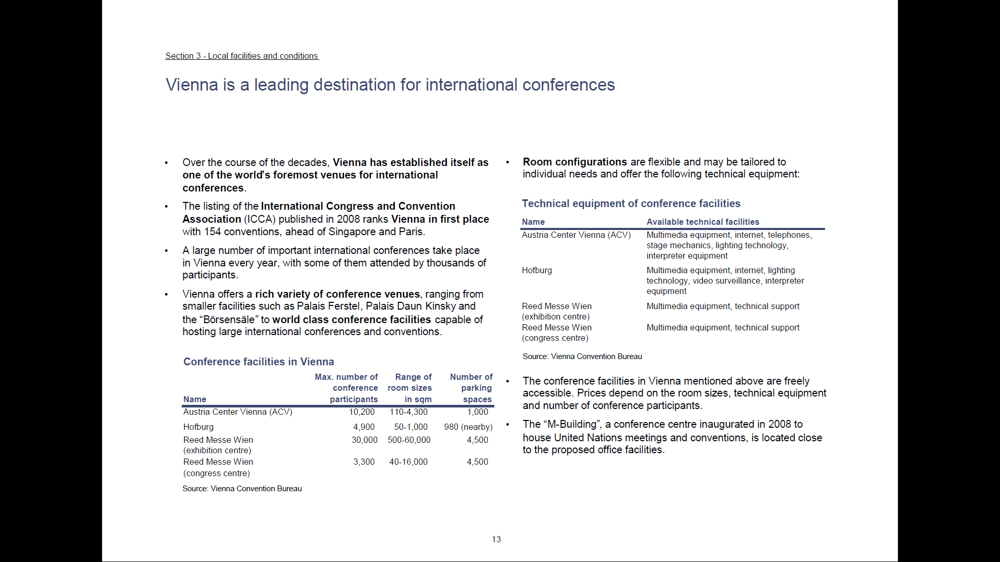 Section 3 - Local facilities and conditions
Vienna is a leading destination for international conferences
• Over the course of the decades, Vienna has established itself as
one of the world’s foremost venues for international
conferences.
• The listing of the International Congress and Convention
Association (ICCA) published in 2008 ranks Vienna in first place
with 154 conventions, ahead of Singapore and Paris.
• A large number of important international conferences take place
in Vienna every year, with some of them attended by thousands of
participants.
• Vienna offers a rich variety of conference venues, ranging from
smaller facilities such as Palais Ferstel, Palais Daun Kinsky and
the “Börsensäle” to world class conference facilities capable of
hosting large international conferences and conventions.
Conference facilities in Vienna
Max. number of Range of Number of
conference room sizes parking
Name participants in sqm spaces
Austria Center Vienna (ACV) 10,200 110-4,300 1,000
Hofburg 4,900 50-1,000 980 (nearby)
Reed Messe Wien 30,000 500-60,000 4,500
(exhibition centre)
Reed Messe Wien 3,300 40-16,000 4,500
(congress centre)
Source: Vienna Convention Bureau
• Room configurations are flexible and may be tailored to
individual needs and offer the following technical equipment:
Technical equipment of conference facilities
Name Available technical facilities
Austria Center Vienna (ACV) Multimedia equipment, internet, telephones,
stage mechanics, lighting technology,
interpreter equipment
Hofburg Multimedia equipment, internet, lighting
technology, video surveillance, interpreter
equipment
Reed Messe Wien Multimedia equipment, technical support
(exhibition centre)
Reed Messe Wien Multimedia equipment, technical support
(congress centre)
Source: Vienna Convention Bureau
• The conference facilities in Vienna mentioned above are freely
accessible. Prices depend on the room sizes, technical equipment
and number of conference participants.
• The “M-Building”, a conference centre inaugurated in 2008 to
house United Nations meetings and conventions, is located close
to the proposed office facilities.
13